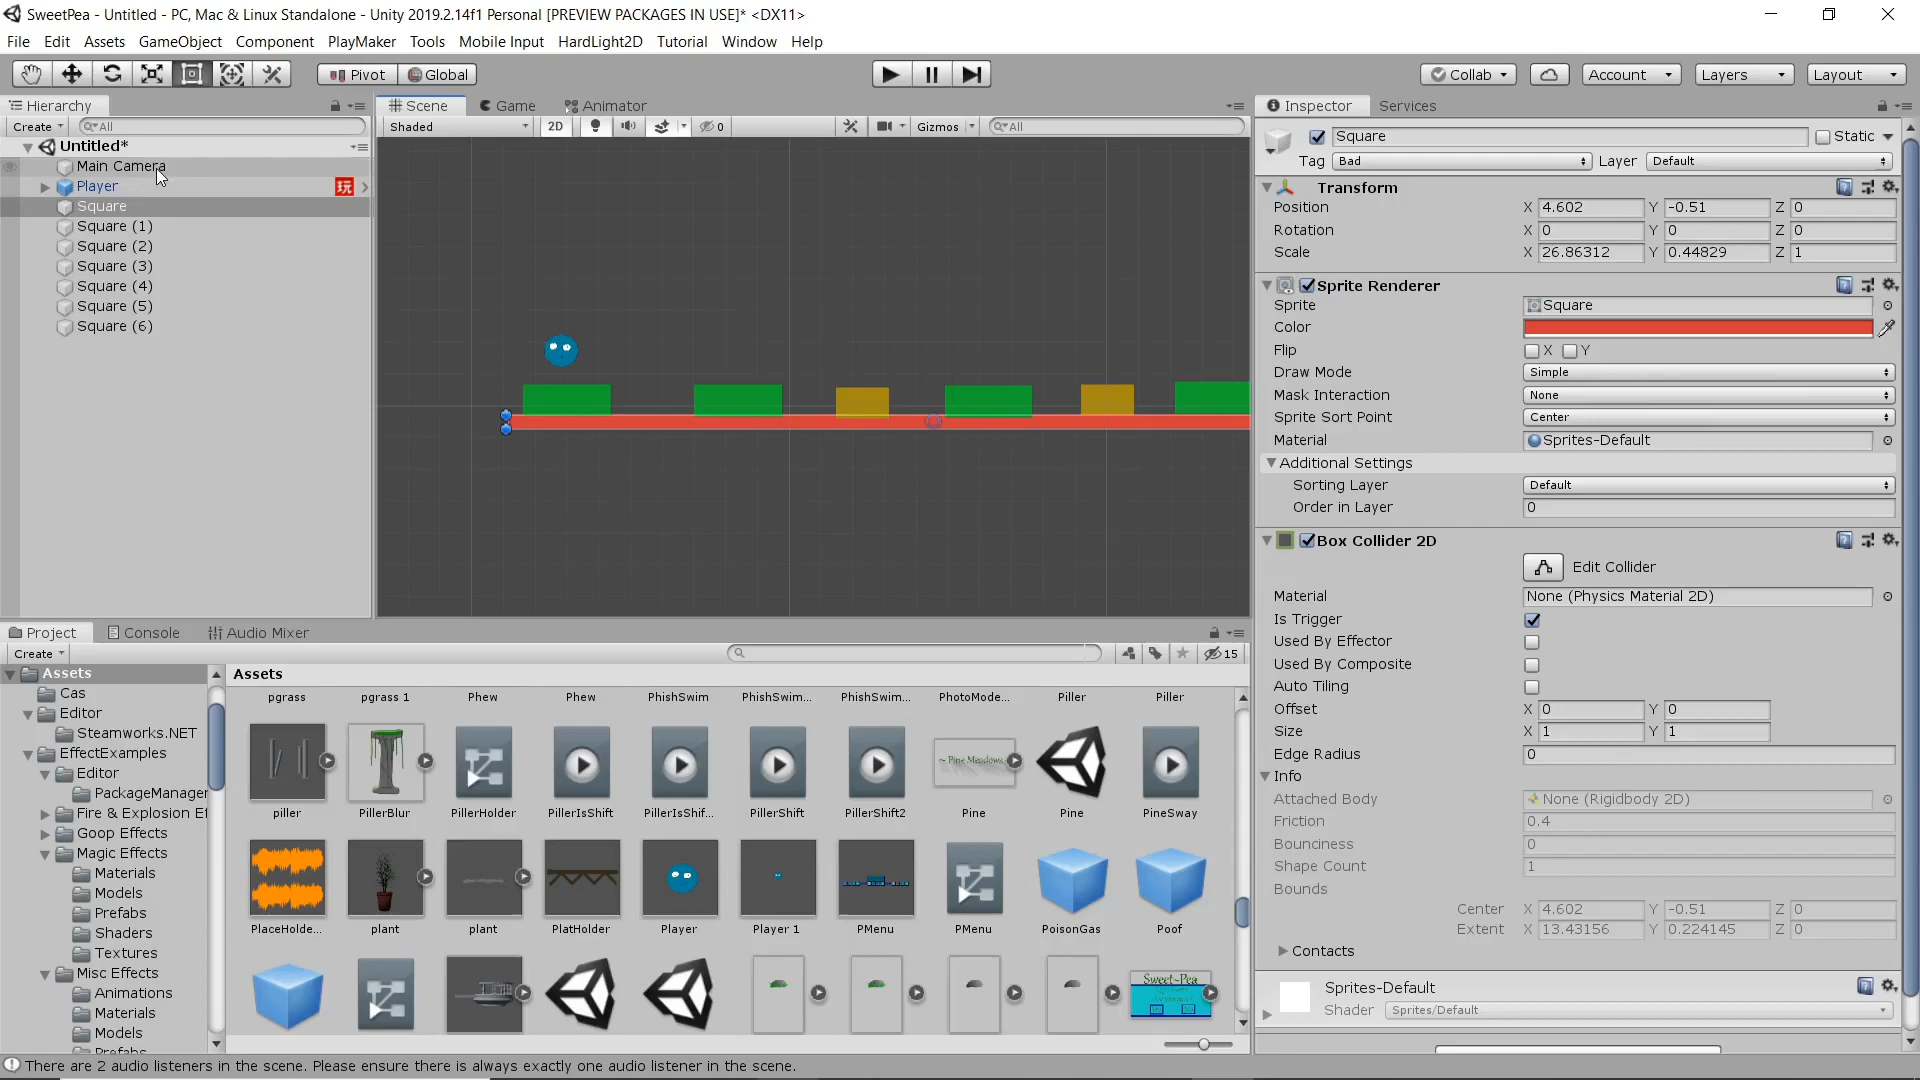 SweetPea - Untitled - PC, Mac & Linux Standalone - Unity 2019.2.14f1 Personal [PREVIEW PACKAGES IN USE]* <DX11>
File Edit Assets GameObject Component PlayMaker Tools Mobile Input HardLight2D Tutorial Window Help
Pivot Global Collab Account Layers Layout
Hierarchy
Create All
Untitled*
Main Camera
Player 玩
Square
Square (1)
Square (2)
Square (3)
Square (4)
Square (5)
Square (6)
Scene Game Animator
Shaded 2D 0 Gizmos All
Inspector Services
Square Static
Tag Bad Layer Default
Transform
Position X 4.602 Y -0.51 Z 0
Rotation X 0 Y 0 Z 0
Scale X 26.86312 Y 0.44829 Z 1
Sprite Renderer
Sprite Square
Color
Flip X Y
Draw Mode Simple
Mask Interaction None
Sprite Sort Point Center
Material Sprites-Default
Additional Settings
Sorting Layer Default
Order in Layer 0
Box Collider 2D
Edit Collider
Material None (Physics Material 2D)
Is Trigger
Used By Effector
Used By Composite
Auto Tiling
Offset X 0 Y 0
Size X 1 Y 1
Edge Radius 0
Info
Attached Body None (Rigidbody 2D)
Friction 0.4
Bounciness 0
Shape Count 1
Bounds
Center X 4.602 Y -0.51 Z 0
Extent X 13.43156 Y 0.224145 Z 0
Contacts
Sprites-Default
Shader Sprites/Default
Project Console Audio Mixer
Create 15
Assets
Cas
Editor
Steamworks.NET
EffectExamples
Editor
PackageManager
Fire & Explosion Ef
Goop Effects
Magic Effects
Materials
Models
Prefabs
Shaders
Textures
Misc Effects
Animations
Materials
Models
Prefabs
Assets
pgrass pgrass 1 Phew Phew PhishSwim PhishSwim... PhishSwim... PhotoMode... Piller Piller
~ Pine Meadows
piller PillerBlur PillerHolder PillerIsShift PillerIsShif... PillerShift PillerShift2 Pine Pine PineSway
PlaceHolde... plant plant PlatHolder Player Player 1 PMenu PMenu PoisonGas Poof
Sweet-Pea
There are 2 audio listeners in the scene. Please ensure there is always exactly one audio listener in the scene.